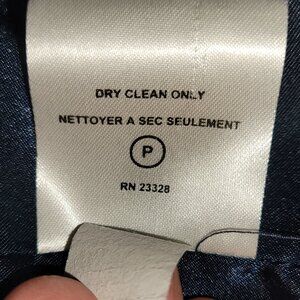 DRY CLEAN ONLY
NETTOYER A SEC SEULEMENT
P
RN 23328